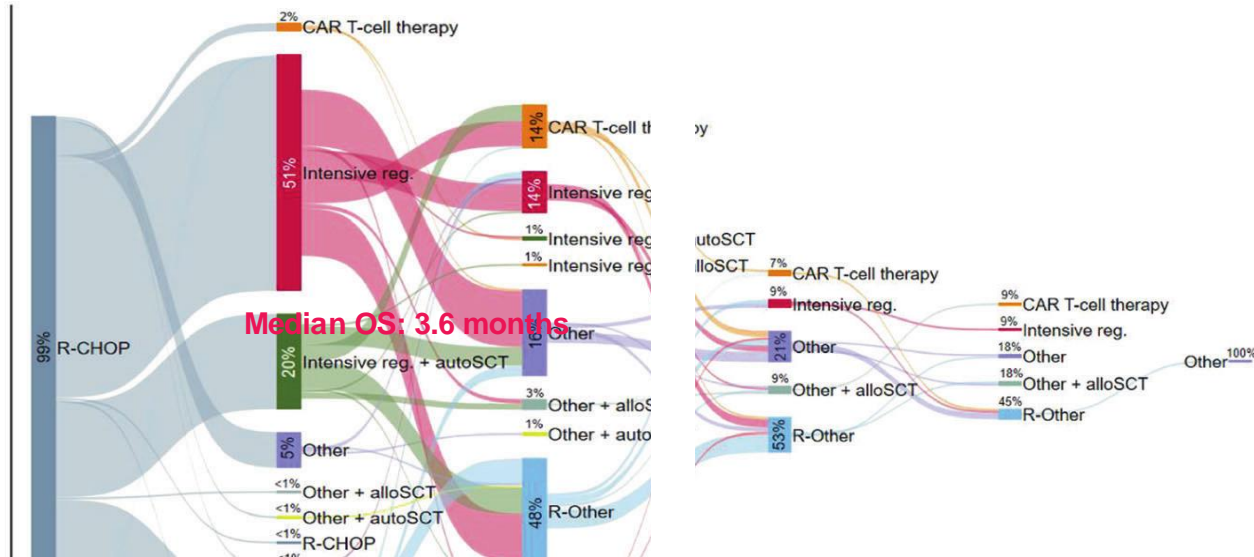 2%
CAR T-cell therapy
99%
R-CHOP
51%
Intensive reg.
20%
Intensive reg. + autoSCT
5%
Other
<1%
Other + alloSCT
<1%
Other + autoSCT
<1%
R-CHOP
<1%
Median OS: 3.6 months
14%
CAR T-cell th
14%
Intensive reg
1%
Intensive reg
1%
Intensive reg
16%
Other
3%
Other + alloS
1%
Other + auto
48%
R-Other
py
autoSCT
lloSCT
7%
CAR T-cell therapy
9%
Intensive reg.
21%
Other
9%
Other + alloSCT
53%
R-Other
9%
CAR T-cell therapy
9%
Intensive reg.
18%
Other
18%
Other + alloSCT
45%
R-Other
Other 100%